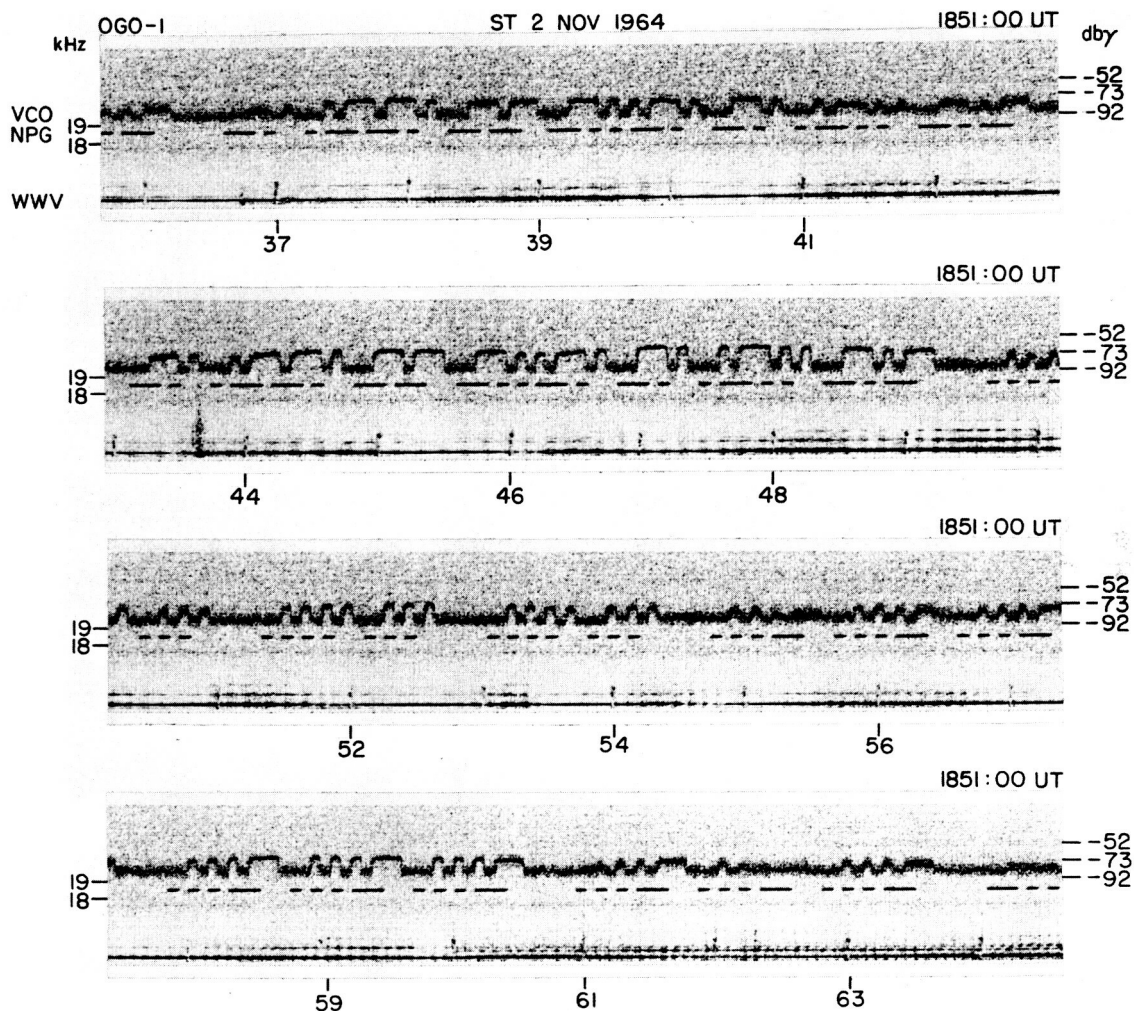 OGO-1 ST 2 NOV 1964 1851:00 UT
kHz dbγ
-52
-73
VCO -92
19
NPG
18
WWV
37 39 41
1851:00 UT
-52
-73
19 -92
18
44 46 48
1851:00 UT
-52
-73
19 -92
18
52 54 56
1851:00 UT
-52
-73
19 -92
18
59 61 63